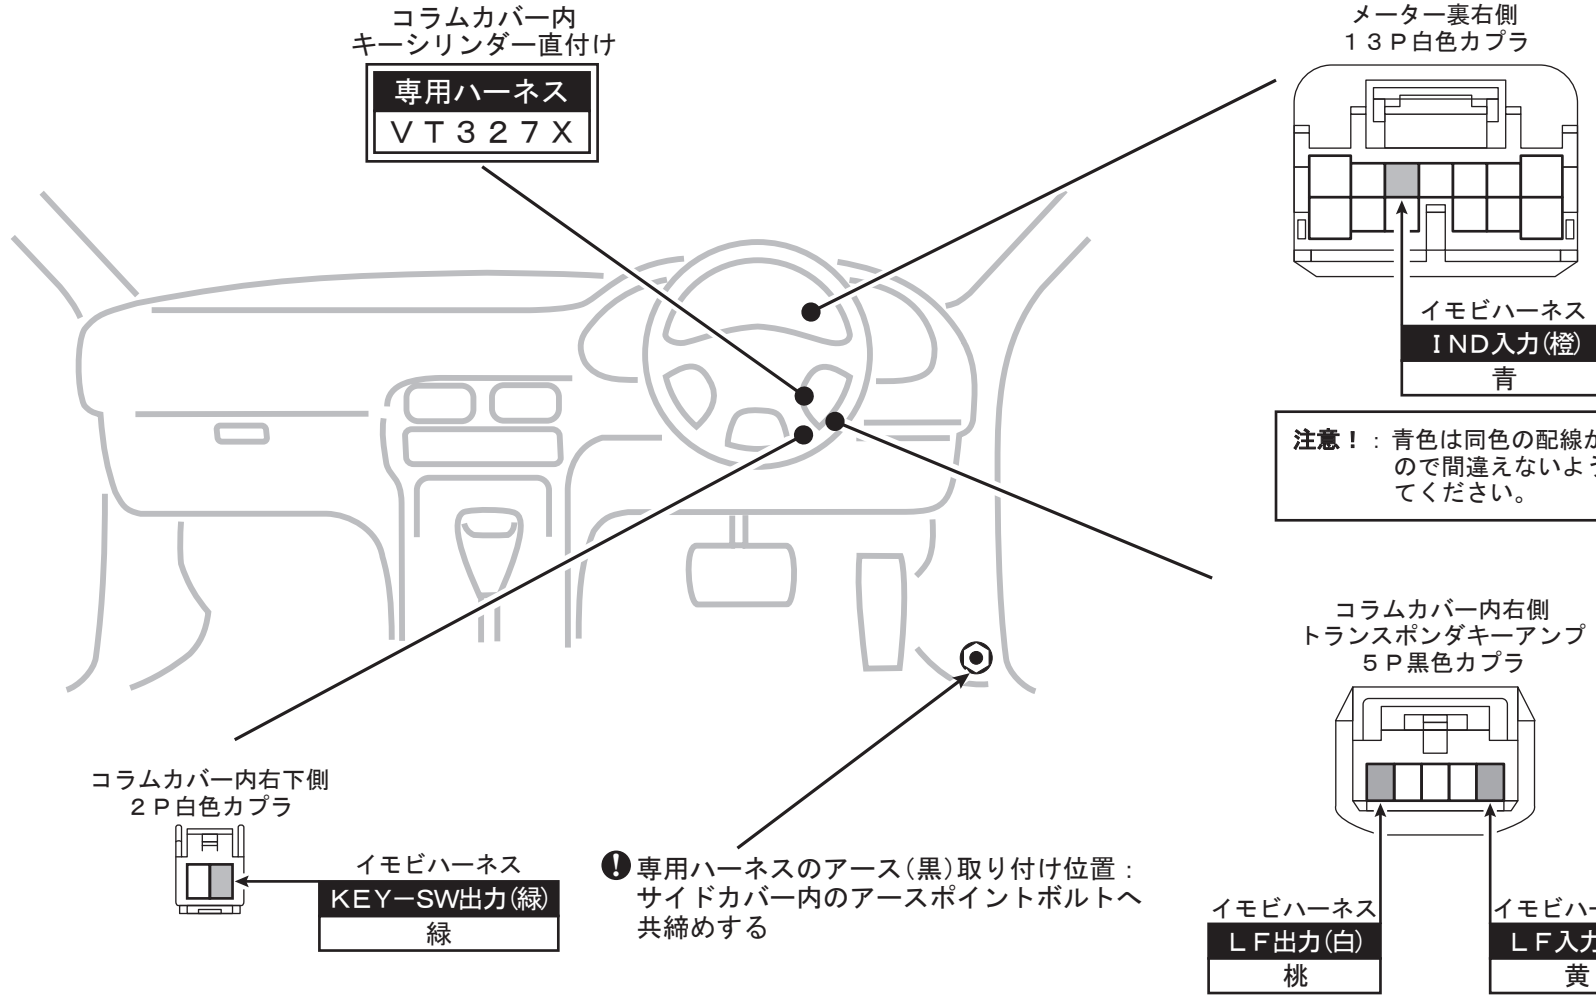 コラムカバー内
キーシリンダー直付け
専用ハーネス
ＶＴ３２７Ｘ
メーター裏右側
１３Ｐ白色カプラ
イモビハーネス
ＩＮＤ入力(橙)
青
注意！：青色は同色の配線が
ので間違えないよう
てください。
コラムカバー内右側
トランスポンダキーアンプ
５Ｐ黒色カプラ
イモビハーネス
ＬＦ出力(白)
桃
イモビハー
ＬＦ入力
黄
コラムカバー内右下側
２Ｐ白色カプラ
イモビハーネス
ＫＥＹ－ＳＷ出力(緑)
緑
! 専用ハーネスのアース(黒)取り付け位置：
サイドカバー内のアースポイントボルトへ
共締めする